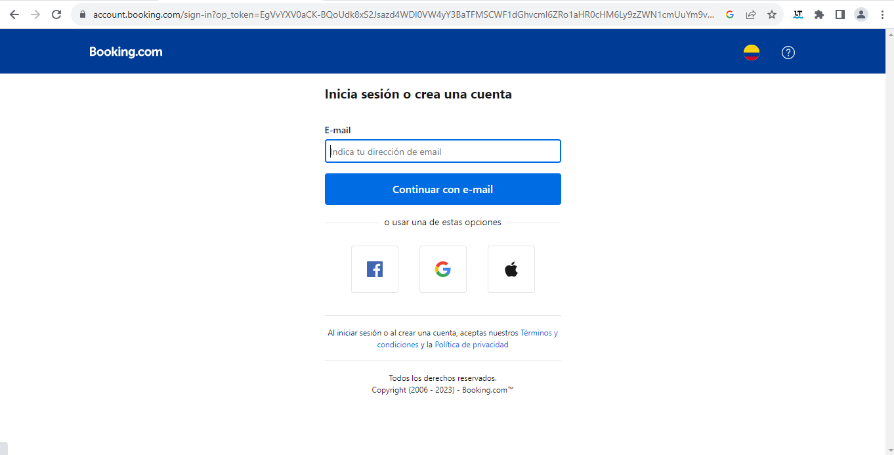 account.booking.com/sign-in?op_token=EgVvYXV0aCK-BQoUdk8xS2Jsazd4WDI0VW4yY3BaTFMSCWF1dGhvcml6ZRo1aHR0cHM6Ly9zZWN1cmUuYm9v...
Booking.com
Inicia sesión o crea una cuenta
E-mail
Indica tu dirección de email
Continuar con e-mail
o usar una de estas opciones
Al iniciar sesión o al crear una cuenta, aceptas nuestros Términos y
condiciones y la Política de privacidad
Todos los derechos reservados.
Copyright (2006 - 2023) - Booking.com™